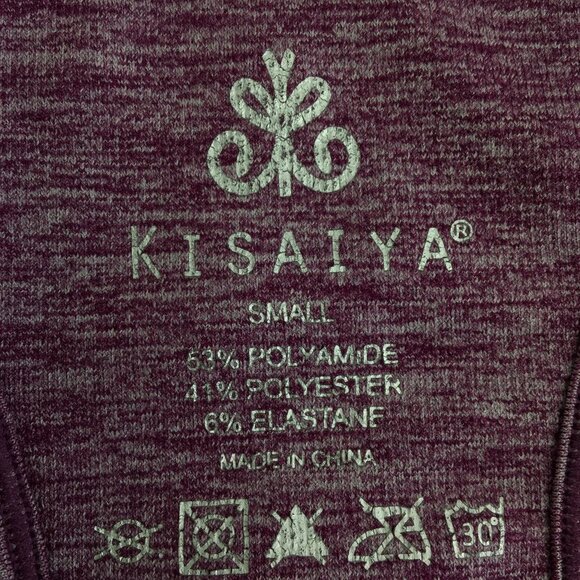 KISAIYA®
SMALL
53% POLYAMIDE
41% POLYESTER
6% ELASTANE
MADE IN CHINA
30°